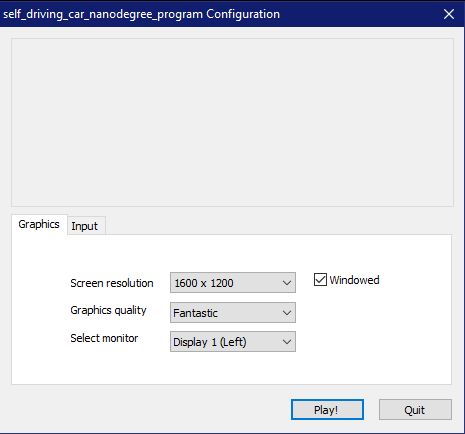 self_driving_car_nanodegree_program Configuration
Graphics Input
Screen resolution 1600 x 1200 Windowed
Graphics quality Fantastic
Select monitor Display 1 (Left)
Play! Quit